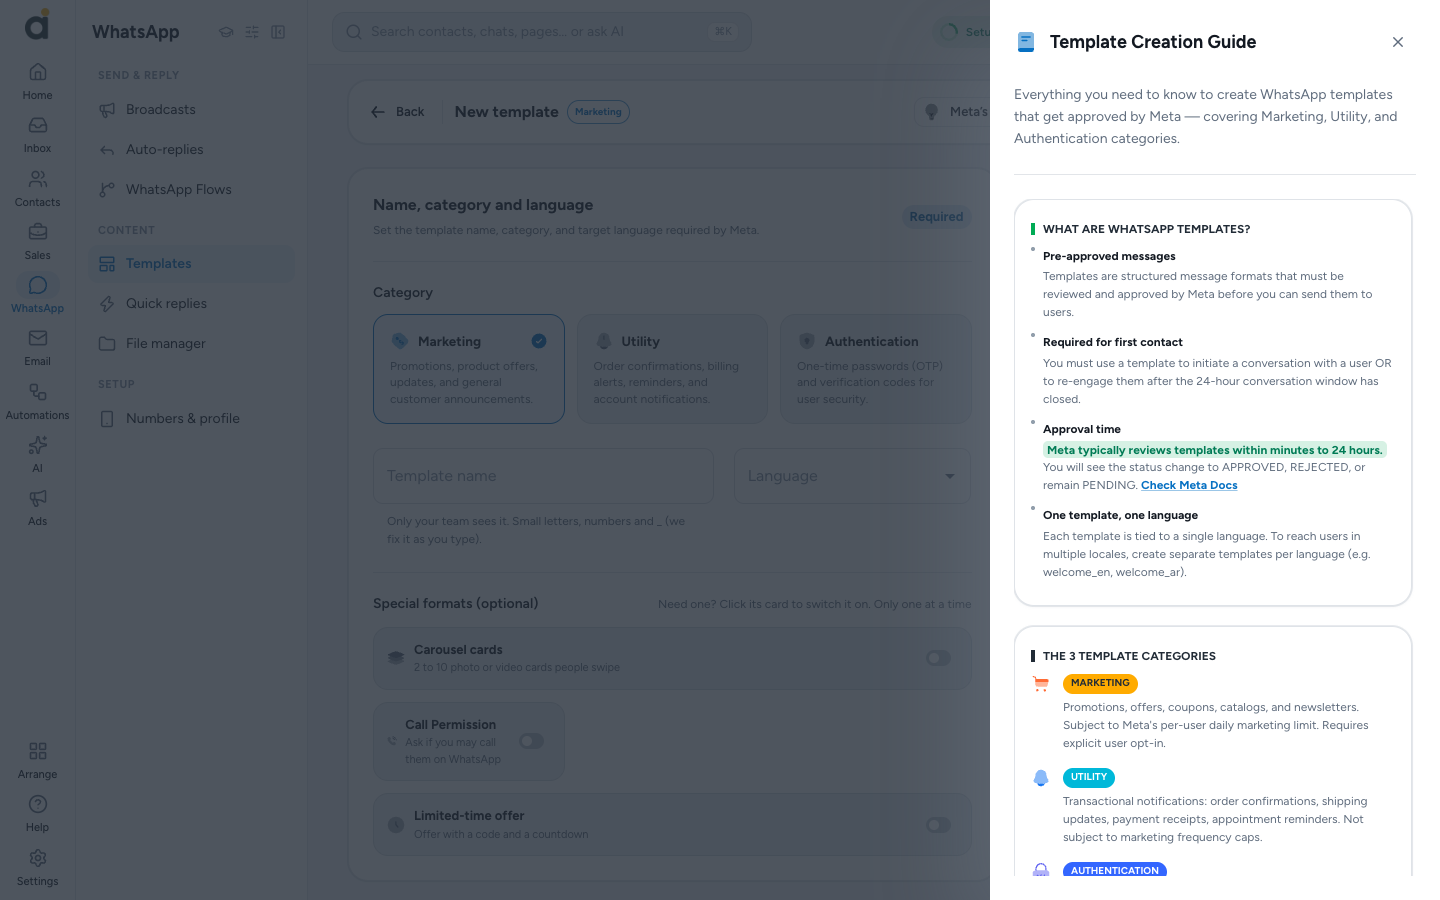 Home
Inbox
Contacts
Sales
WhatsApp
Email
Automations
AI
Ads
Arrange
Help
Settings
WhatsApp
SEND & REPLY
Broadcasts
Auto-replies
WhatsApp Flows
CONTENT
Templates
Quick replies
File manager
SETUP
Numbers & profile
Search contacts, chats, pages... or ask AI
⌘K
Setu
Back
New template
Marketing
Meta's
Name, category and language
Set the template name, category, and target language required by Meta.
Required
Category
Marketing
Promotions, product offers,
updates, and general
customer announcements.
Utility
Order confirmations, billing
alerts, reminders, and
account notifications.
Authentication
One-time passwords (OTP)
and verification codes for
user security.
Template name
Language
Only your team sees it. Small letters, numbers and _ (we
fix it as you type).
Special formats (optional)
Need one? Click its card to switch it on. Only one at a time
Carousel cards
2 to 10 photo or video cards people swipe
Call Permission
Ask if you may call
them on WhatsApp
Limited-time offer
Offer with a code and a countdown
Template Creation Guide
Everything you need to know to create WhatsApp templates
that get approved by Meta — covering Marketing, Utility, and
Authentication categories.
WHAT ARE WHATSAPP TEMPLATES?
Pre-approved messages
Templates are structured message formats that must be
reviewed and approved by Meta before you can send them to
users.
Required for first contact
You must use a template to initiate a conversation with a user OR
to re-engage them after the 24-hour conversation window has
closed.
Approval time
Meta typically reviews templates within minutes to 24 hours.
You will see the status change to APPROVED, REJECTED, or
remain PENDING. Check Meta Docs
One template, one language
Each template is tied to a single language. To reach users in
multiple locales, create separate templates per language (e.g.
welcome_en, welcome_ar).
THE 3 TEMPLATE CATEGORIES
MARKETING
Promotions, offers, coupons, catalogs, and newsletters.
Subject to Meta's per-user daily marketing limit. Requires
explicit user opt-in.
UTILITY
Transactional notifications: order confirmations, shipping
updates, payment receipts, appointment reminders. Not
subject to marketing frequency caps.
AUTHENTICATION